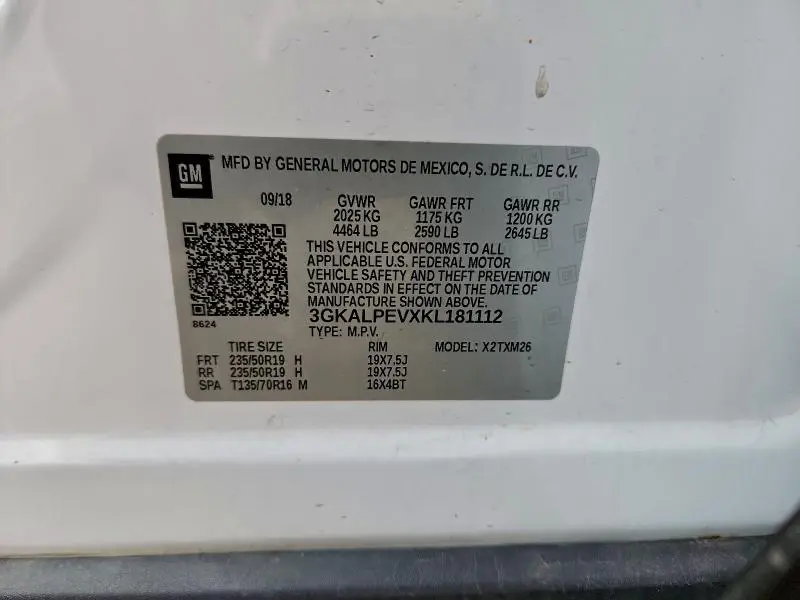 GM ® MFD BY GENERAL MOTORS DE MEXICO, S. DE R.L. DE C.V.
09/18 GVWR GAWR FRT GAWR RR
2025 KG 1175 KG 1200 KG
4464 LB 2590 LB 2645 LB
THIS VEHICLE CONFORMS TO ALL
APPLICABLE U.S. FEDERAL MOTOR
VEHICLE SAFETY AND THEFT PREVENTION
STANDARDS IN EFFECT ON THE DATE OF
MANUFACTURE SHOWN ABOVE.
3GKALPEVXKL181112
8624
TYPE: M.P.V.
TIRE SIZE RIM MODEL: X2TXM26
FRT 235/50R19 H 19X7.5J
RR 235/50R19 H 19X7.5J
SPA T135/70R16 M 16X4BT